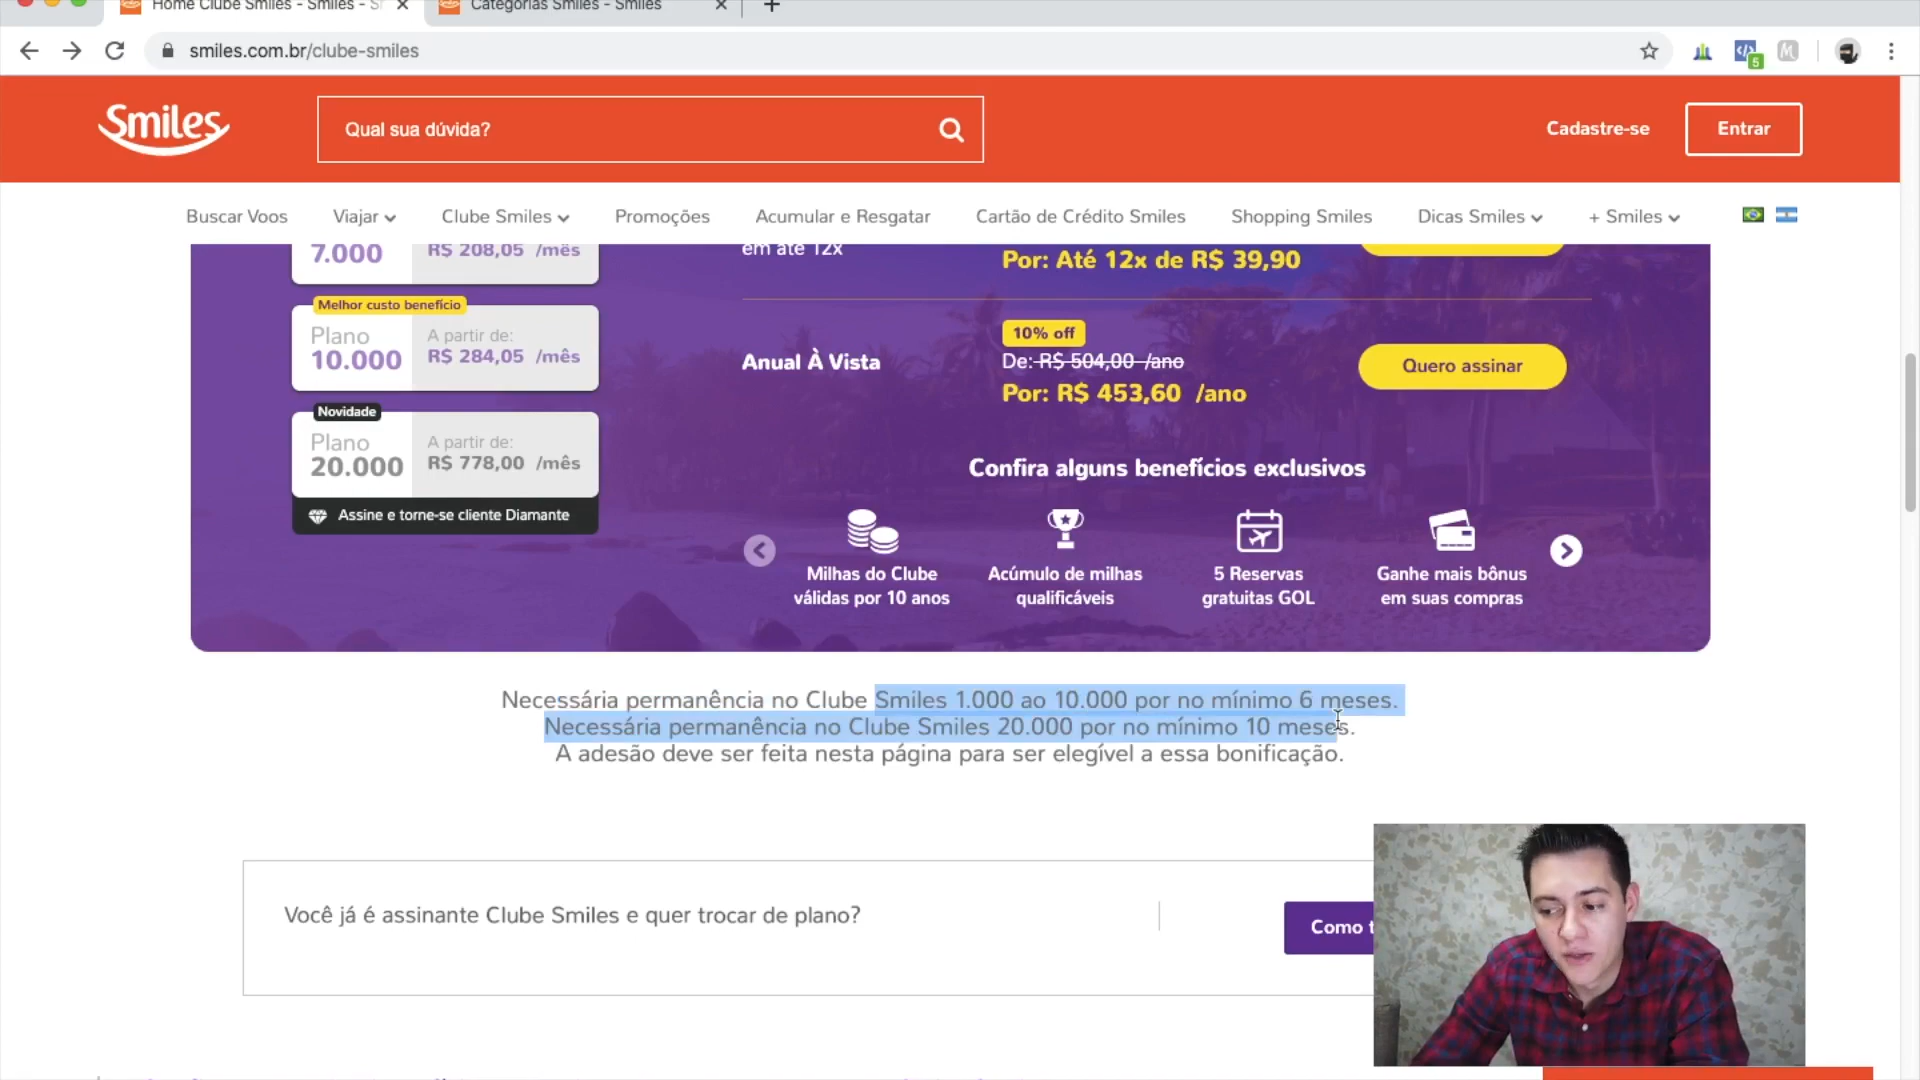 Home Clube Smiles - Smiles -
Categorias Smiles - Smiles
smiles.com.br/clube-smiles
5
Smiles
Qual sua dúvida?
Cadastre-se
Entrar
Buscar Voos
Viajar
Clube Smiles
Promoções
Acumular e Resgatar
Cartão de Crédito Smiles
Shopping Smiles
Dicas Smiles
+ Smiles
7.000
R$ 208,05 /mês
Melhor custo benefício
Plano
10.000
A partir de:
R$ 284,05 /mês
Novidade
Plano
20.000
A partir de:
R$ 778,00 /mês
Assine e torne-se cliente Diamante
em até 12x
Por: Até 12x de R$ 39,90
Anual À Vista
10% off
De: R$ 504,00 /ano
Por: R$ 453,60 /ano
Quero assinar
Confira alguns benefícios exclusivos
Milhas do Clube
válidas por 10 anos
Acúmulo de milhas
qualificáveis
5 Reservas
gratuitas GOL
Ganhe mais bônus
em suas compras
Necessária permanência no Clube Smiles 1.000 ao 10.000 por no mínimo 6 meses.
Necessária permanência no Clube Smiles 20.000 por no mínimo 10 meses.
A adesão deve ser feita nesta página para ser elegível a essa bonificação.
Você já é assinante Clube Smiles e quer trocar de plano?
Como t